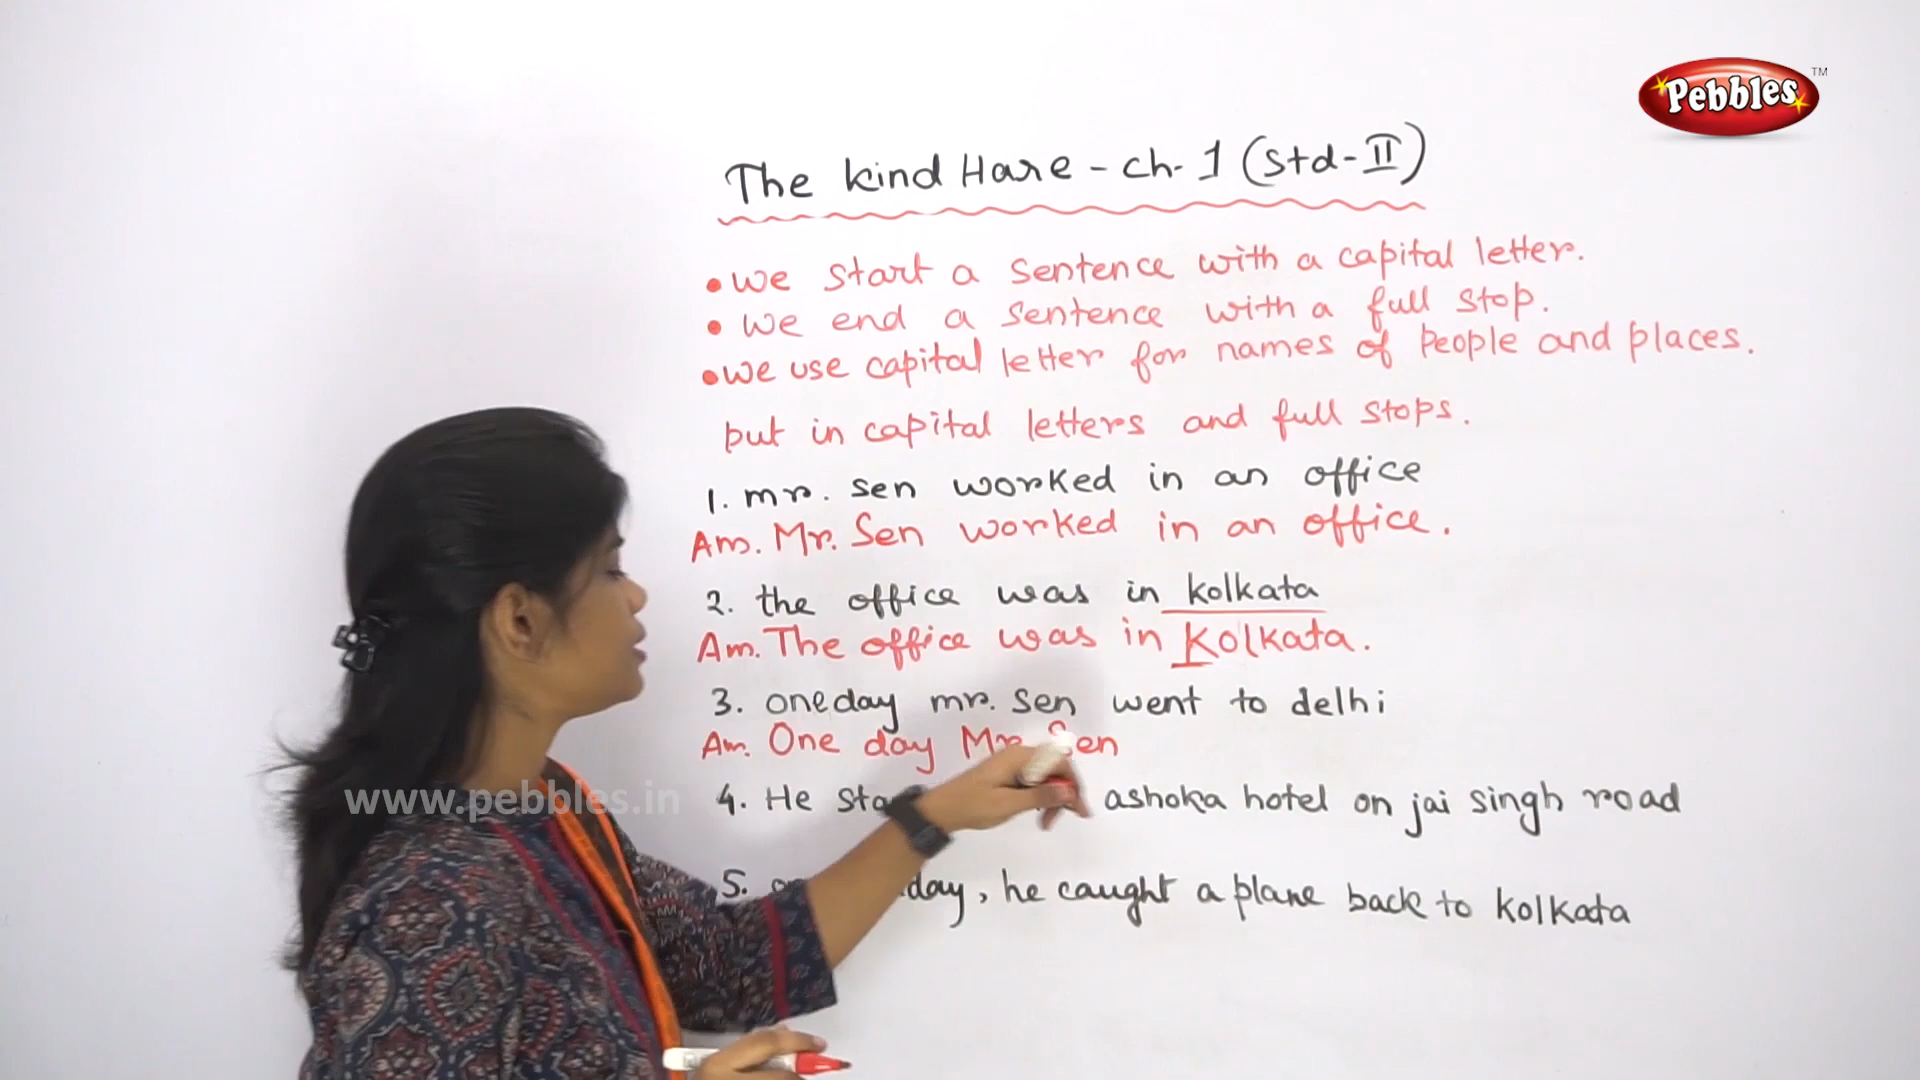 Pebbles TM
The kind Hare - ch. 1 (Std - II)
• we start a sentence with a capital letter.
• we end a sentence with a full stop.
• we use capital letter for names of people and places.
but in capital letters and full stops.
1. mr. sen worked in an office
Ans. Mr. Sen worked in an office.
2. the office was in kolkata
Ans. The office was in Kolkata.
3. oneday mr. sen went to delhi
Ans. One day Mr. Sen
www.pebbles.in
4. He ashoka hotel on jai singh road
5. day, he caught a plane back to kolkata